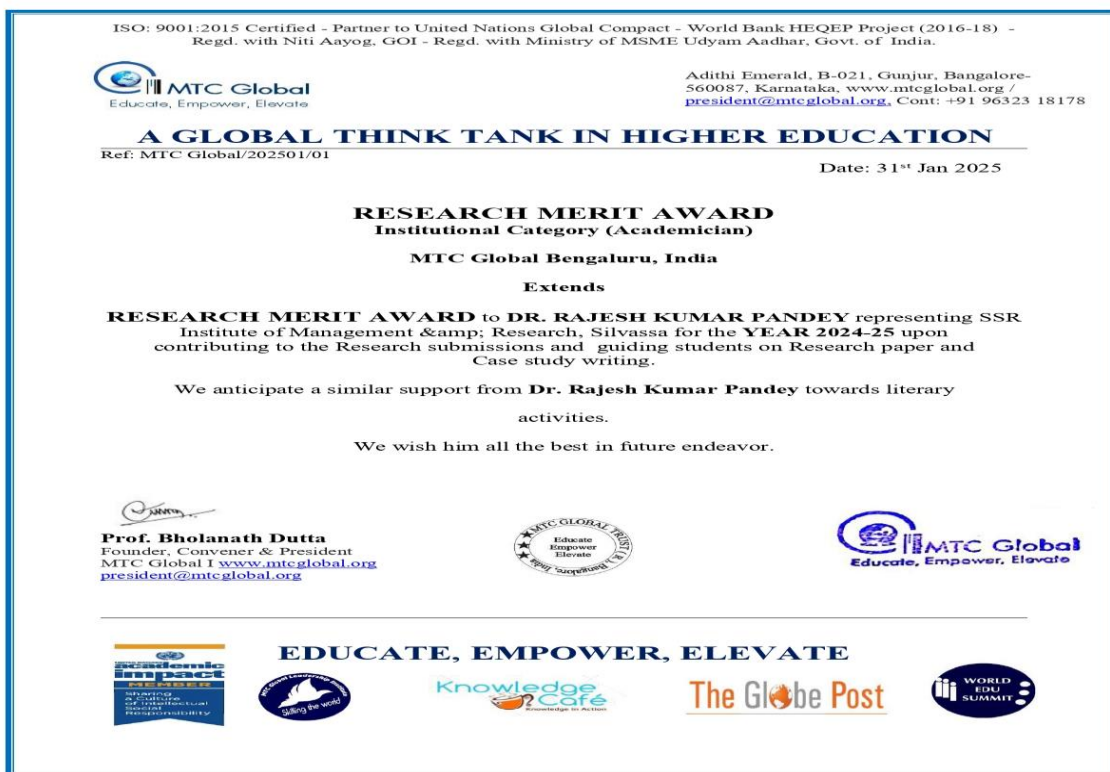 ISO: 9001:2015 Certified - Partner to United Nations Global Compact - World Bank HEQEP Project (2016-18) -
Regd. with Niti Aayog, GOI - Regd. with Ministry of MSME Udyam Aadhar, Govt. of India.
MTC Global
Educate, Empower, Elevate
Adithi Emerald, B-021, Gunjur, Bangalore-
560087, Karnataka, www.mtcglobal.org /
president@mtcglobal.org, Cont: +91 96323 18178
A GLOBAL THINK TANK IN HIGHER EDUCATION
Ref: MTC Global/202501/01
Date: 31st Jan 2025
RESEARCH MERIT AWARD
Institutional Category (Academician)
MTC Global Bengaluru, India
Extends
RESEARCH MERIT AWARD to DR. RAJESH KUMAR PANDEY representing SSR
Institute of Management &amp; Research, Silvassa for the YEAR 2024-25 upon
contributing to the Research submissions and guiding students on Research paper and
Case study writing.
We anticipate a similar support from Dr. Rajesh Kumar Pandey towards literary
activities.
We wish him all the best in future endeavor.
Prof. Bholanath Dutta
Founder, Convener & President
MTC Global I www.mtcglobal.org
president@mtcglobal.org
MTC GLOBAL TRUST (R), Bangalore, India
Educate
Empower
Elevate
MTC Global
Educate, Empower, Elevate
EDUCATE, EMPOWER, ELEVATE
academic
impact
MEMBER
Sharing
a Culture
of Intellectual
Social
Responsibility
Skilling the world
Knowledge
Café
Knowledge in Action
The Globe Post
WORLD
EDU
SUMMIT